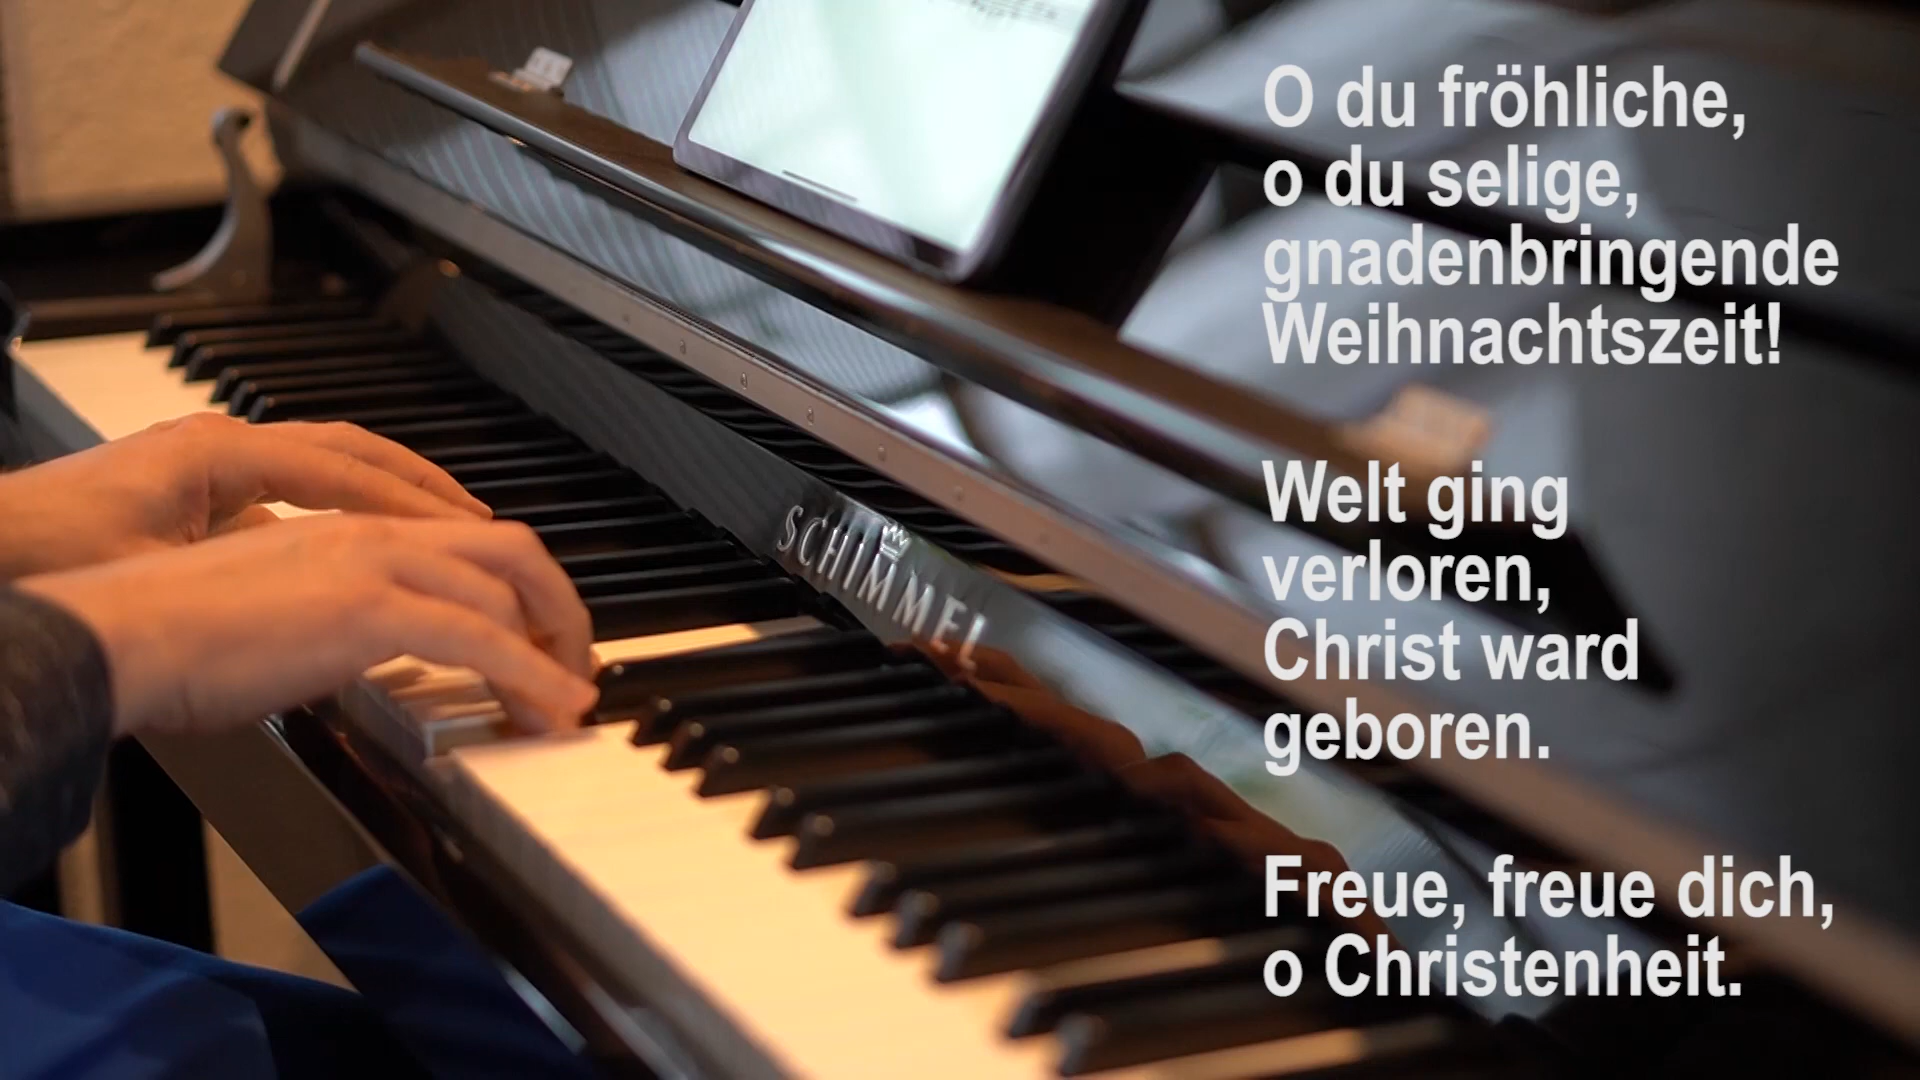 O du fröhliche,
o du selige,
gnadenbringende
Weihnachtszeit!
Welt ging
verloren,
Christ ward
geboren.
Freue, freue dich,
o Christenheit.
SCHIMMEL